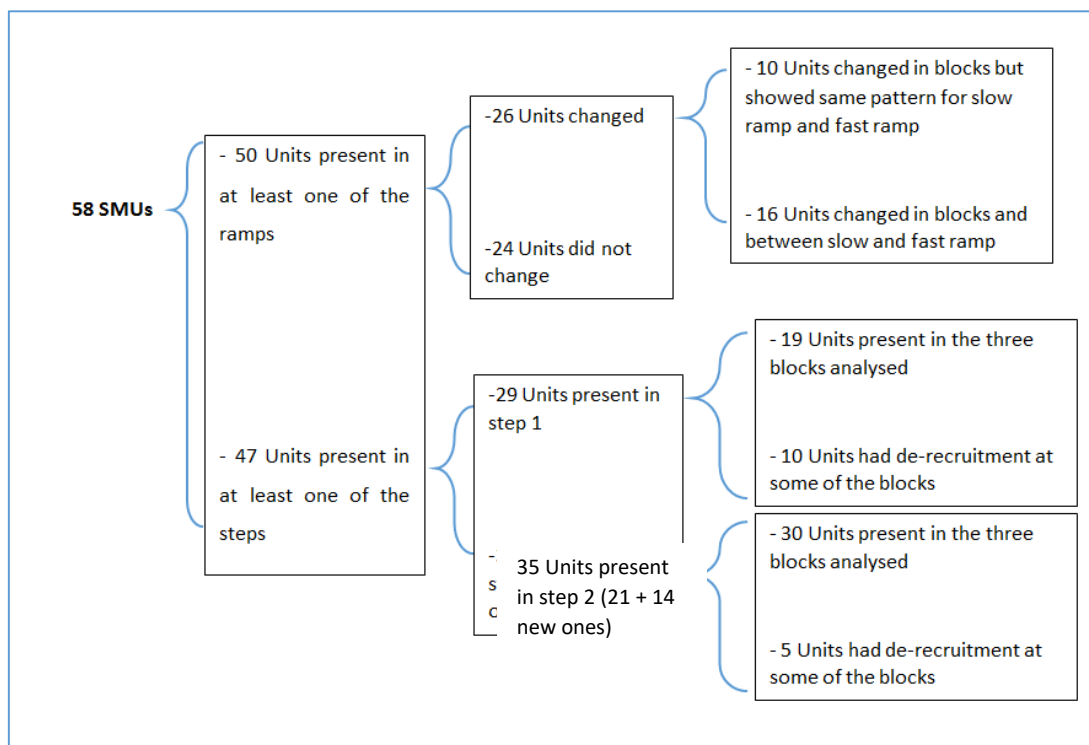 58 SMUs
- 50 Units present in
at least one of the
ramps
- 47 Units present in
at least one of the
steps
-26 Units changed
-24 Units did not
change
- 10 Units changed in blocks but
showed same pattern for slow
ramp and fast ramp
- 16 Units changed in blocks and
between slow and fast ramp
-29 Units present in
step 1
35 Units present
in step 2 (21 + 14
new ones)
- 19 Units present in the three
blocks analysed
- 10 Units had de-recruitment at
some of the blocks
- 30 Units present in the three
blocks analysed
- 5 Units had de-recruitment at
some of the blocks